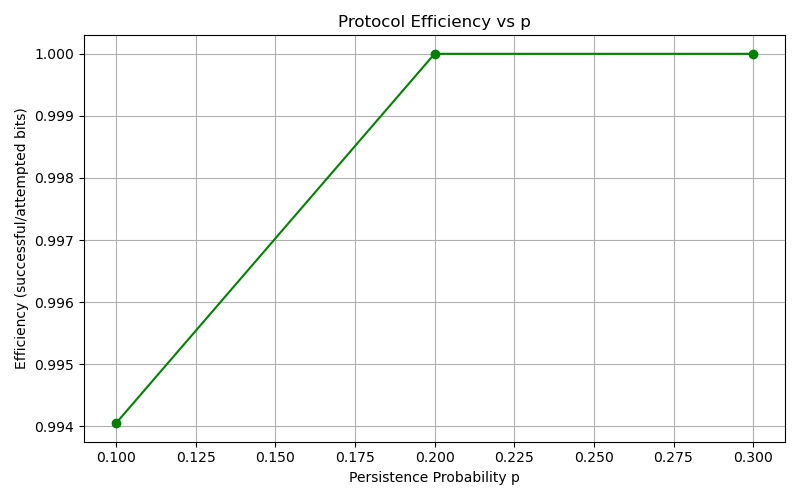 Protocol Efficiency vs p
Efficiency (successful/attempted bits)
1.000
0.999
0.998
0.997
0.996
0.995
0.994
0.100 0.125 0.150 0.175 0.200 0.225 0.250 0.275 0.300
Persistence Probability p